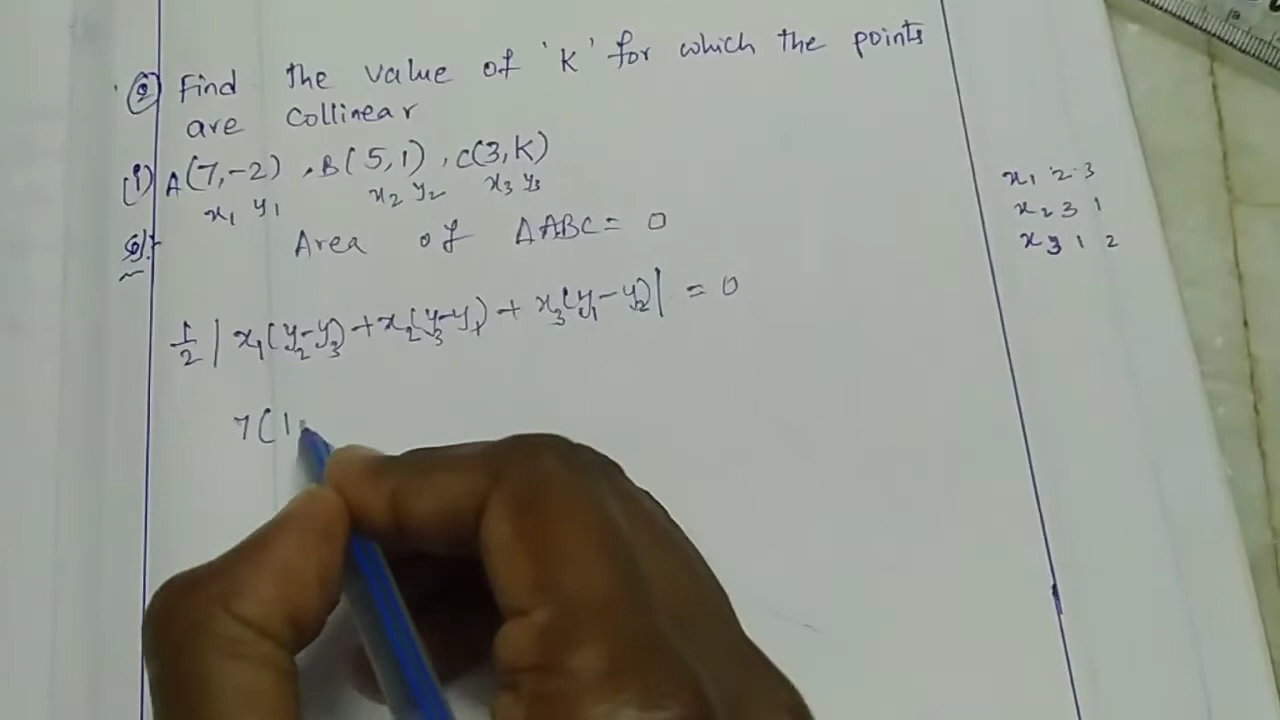 ② Find the value of 'K' for which the points
are collinear
(i) A(7,-2), B(5,1), C(3,K)
x₁ y₁ x₂ y₂ x₃ y₃
Sol:- Area of ΔABC = 0
1/2 | x₁(y₂-y₃)+x₂(y₃-y₁)+x₃(y₁-y₂)| = 0
7(1
x₁ 2 3
x₂ 3 1
x₃ 1 2